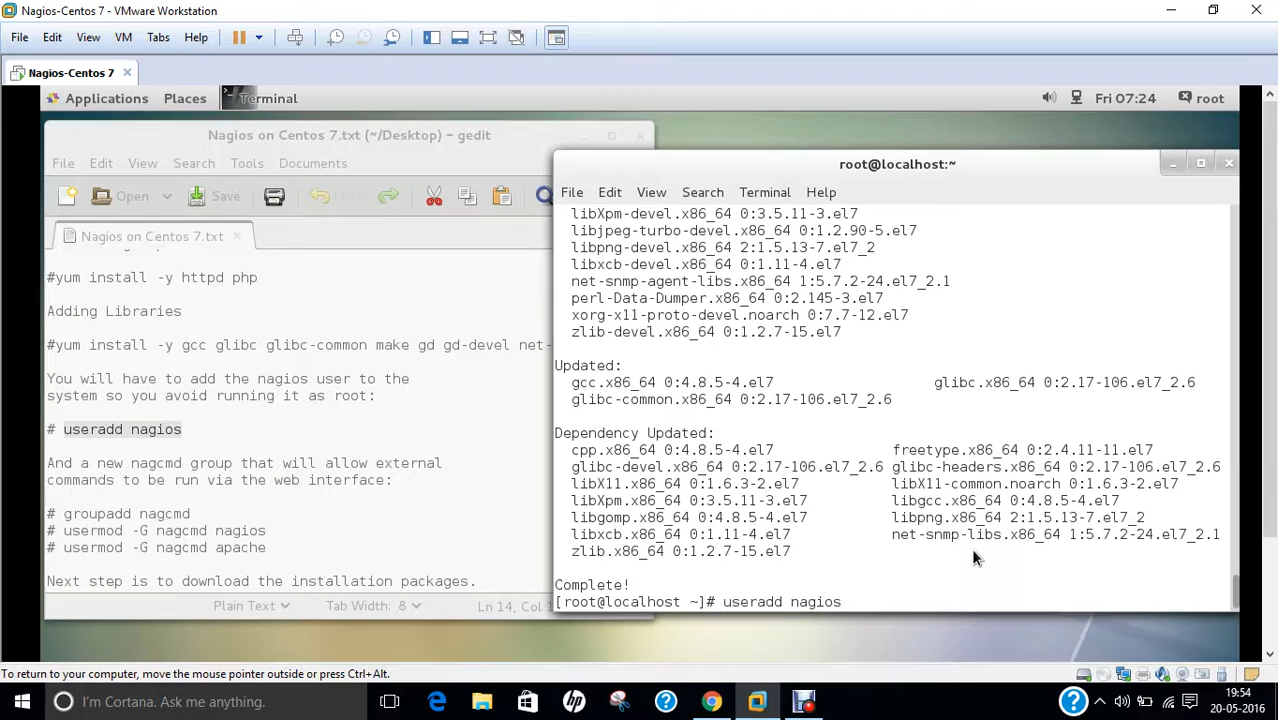 Nagios-Centos 7 - VMware Workstation
File Edit View VM Tabs Help
Nagios-Centos 7
Applications Places Terminal Fri 07:24 root
Nagios on Centos 7.txt (~/Desktop) - gedit
File Edit View Search Tools Documents
Open Save
Nagios on Centos 7.txt
#yum install -y httpd php
Adding Libraries
#yum install -y gcc glibc glibc-common make gd gd-devel net-
You will have to add the nagios user to the
system so you avoid running it as root:
# useradd nagios
And a new nagcmd group that will allow external
commands to be run via the web interface:
# groupadd nagcmd
# usermod -G nagcmd nagios
# usermod -G nagcmd apache
Next step is to download the installation packages.
Plain Text Tab Width: 8 Ln 14, Col 1
root@localhost:~
File Edit View Search Terminal Help
libXpm-devel.x86_64 0:3.5.11-3.el7
libjpeg-turbo-devel.x86_64 0:1.2.90-5.el7
libpng-devel.x86_64 2:1.5.13-7.el7_2
libxcb-devel.x86_64 0:1.11-4.el7
net-snmp-agent-libs.x86_64 1:5.7.2-24.el7_2.1
perl-Data-Dumper.x86_64 0:2.145-3.el7
xorg-x11-proto-devel.noarch 0:7.7-12.el7
zlib-devel.x86_64 0:1.2.7-15.el7
Updated:
gcc.x86_64 0:4.8.5-4.el7 glibc.x86_64 0:2.17-106.el7_2.6
glibc-common.x86_64 0:2.17-106.el7_2.6
Dependency Updated:
cpp.x86_64 0:4.8.5-4.el7 freetype.x86_64 0:2.4.11-11.el7
glibc-devel.x86_64 0:2.17-106.el7_2.6 glibc-headers.x86_64 0:2.17-106.el7_2.6
libX11.x86_64 0:1.6.3-2.el7 libX11-common.noarch 0:1.6.3-2.el7
libXpm.x86_64 0:3.5.11-3.el7 libgcc.x86_64 0:4.8.5-4.el7
libgomp.x86_64 0:4.8.5-4.el7 libpng.x86_64 2:1.5.13-7.el7_2
libxcb.x86_64 0:1.11-4.el7 net-snmp-libs.x86_64 1:5.7.2-24.el7_2.1
zlib.x86_64 0:1.2.7-15.el7
Complete!
[root@localhost ~]# useradd nagios
To return to your computer, move the mouse pointer outside or press Ctrl+Alt.
I'm Cortana. Ask me anything.
19:54
20-05-2016